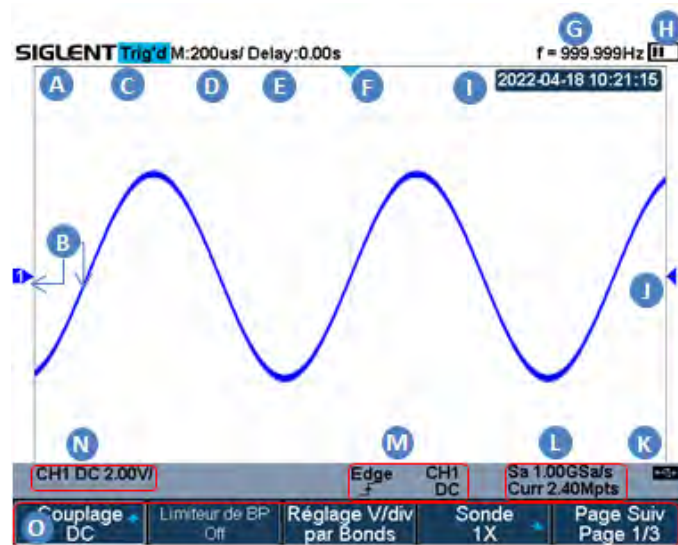 G H
SIGLENT Trig'd M:200us/ Delay:0.00s f = 999.999Hz
A C D E F I 2022-04-18 10:21:15
B
1
J
N M L K
CH1 DC 2.00V/ Edge CH1 Sa 1.00GSa/s
DC Curr 2.40Mpts
O Couplage Limiteur de BP Réglage V/div Sonde Page Suiv
DC Off par Bonds 1X Page 1/3